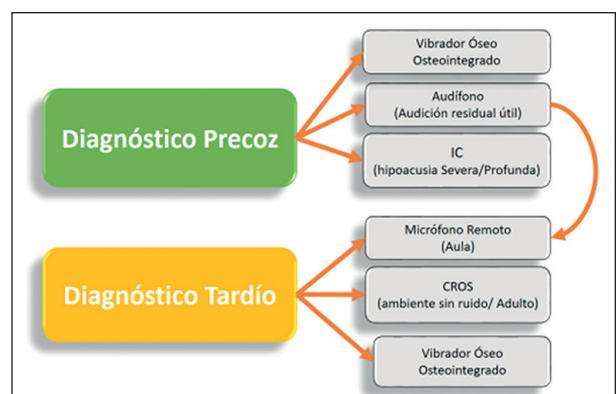 Diagnóstico Precoz
Vibrador Óseo
Osteointegrado
Audífono
(Audición residual útil)
IC
(hipoacusia Severa/Profunda)
Diagnóstico Tardío
Micrófono Remoto
(Aula)
CROS
(ambiente sin ruido/ Adulto)
Vibrador Óseo
Osteointegrado